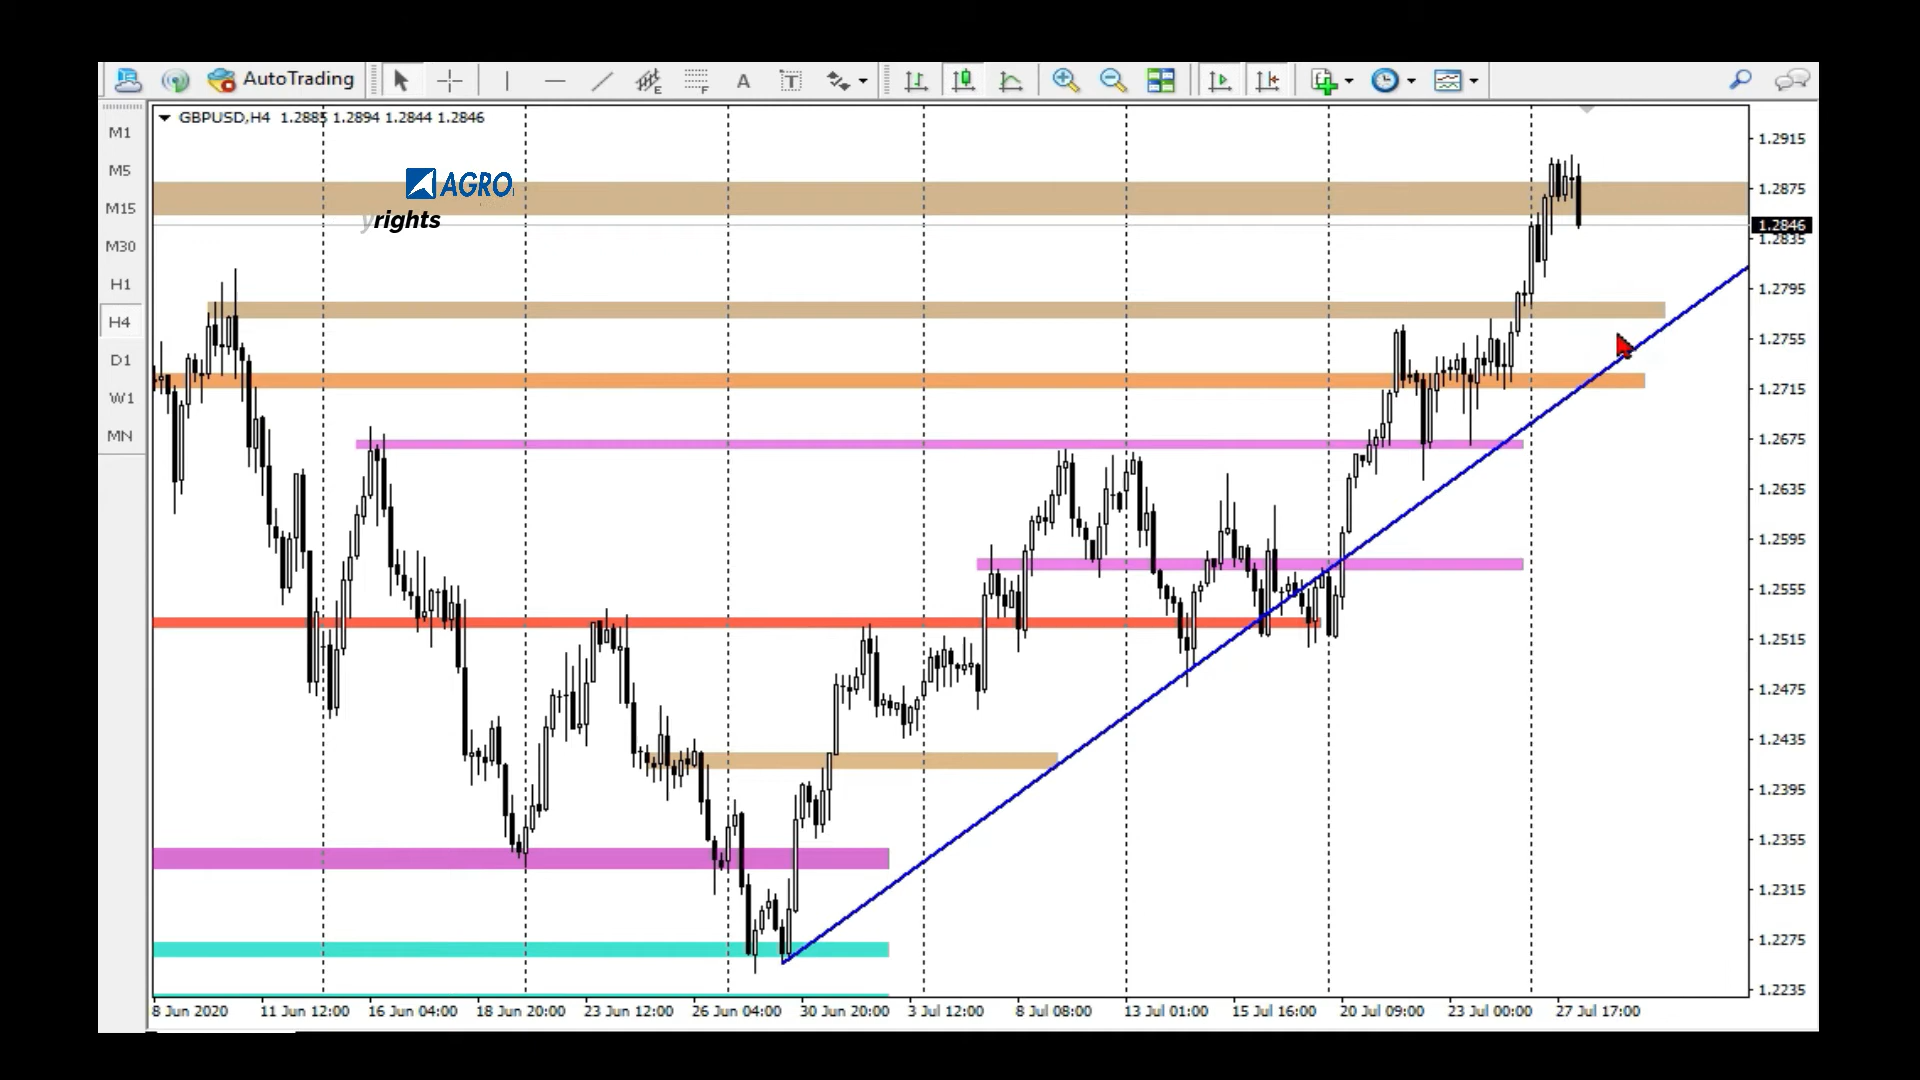 AutoTrading
E
F
A
T
M1
M5
M15
M30
H1
H4
D1
W1
MN
GBPUSD,H4 1.2885 1.2894 1.2844 1.2846
AGRO
yrights
1.2915
1.2875
1.2846
1.2835
1.2795
1.2755
1.2715
1.2675
1.2635
1.2595
1.2555
1.2515
1.2475
1.2435
1.2395
1.2355
1.2315
1.2275
1.2235
8 Jun 2020 11 Jun 12:00 16 Jun 04:00 18 Jun 20:00 23 Jun 12:00 26 Jun 04:00 30 Jun 20:00 3 Jul 12:00 8 Jul 08:00 13 Jul 01:00 15 Jul 16:00 20 Jul 09:00 23 Jul 00:00 27 Jul 17:00